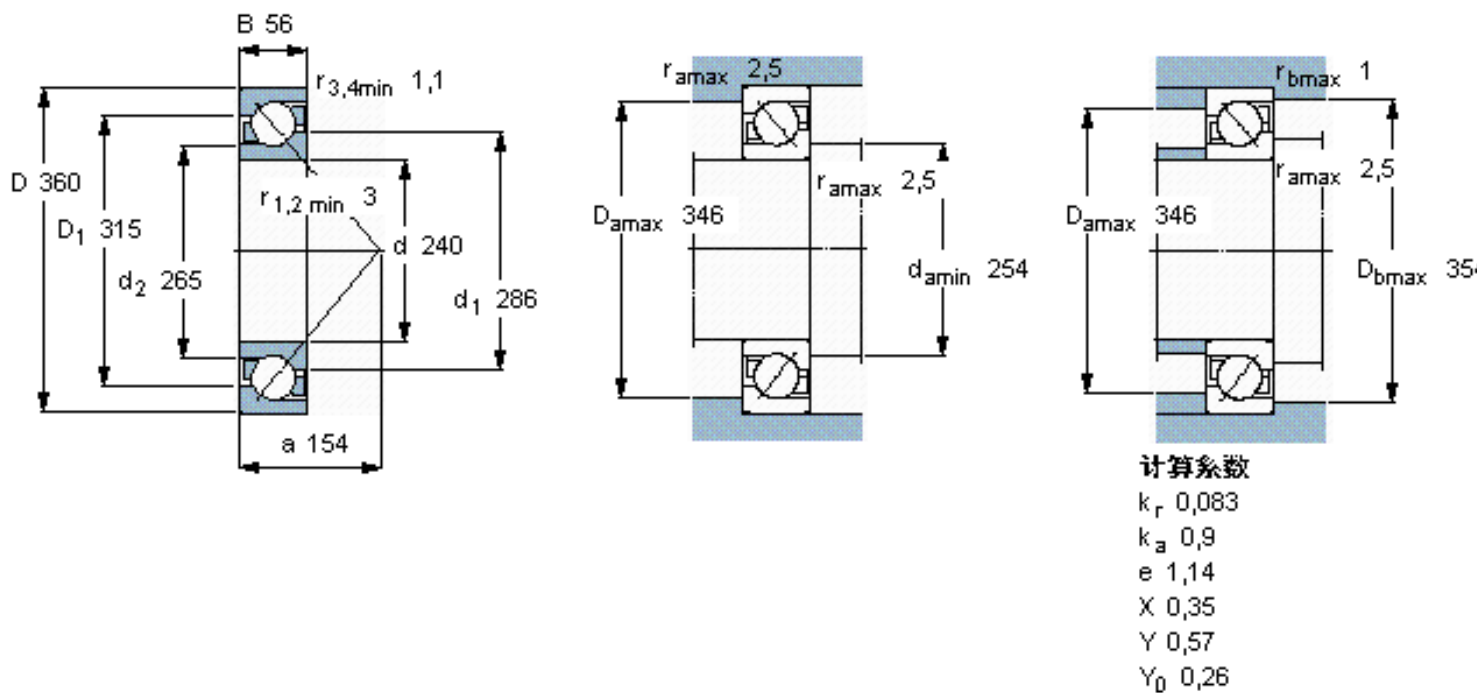 B 56
r3,4min 1,1
D 360
D1 315
d2 265
r1,2 min 3
d 240
d1 286
a 154
ramax 2,5
ramax 2,5
Damax 346
damin 254
rbmax 1
ramax 2,5
Damax 346
Dbmax 354
计算系数
kr 0,083
ka 0,9
e 1,14
X 0,35
Y 0,57
Y0 0,26